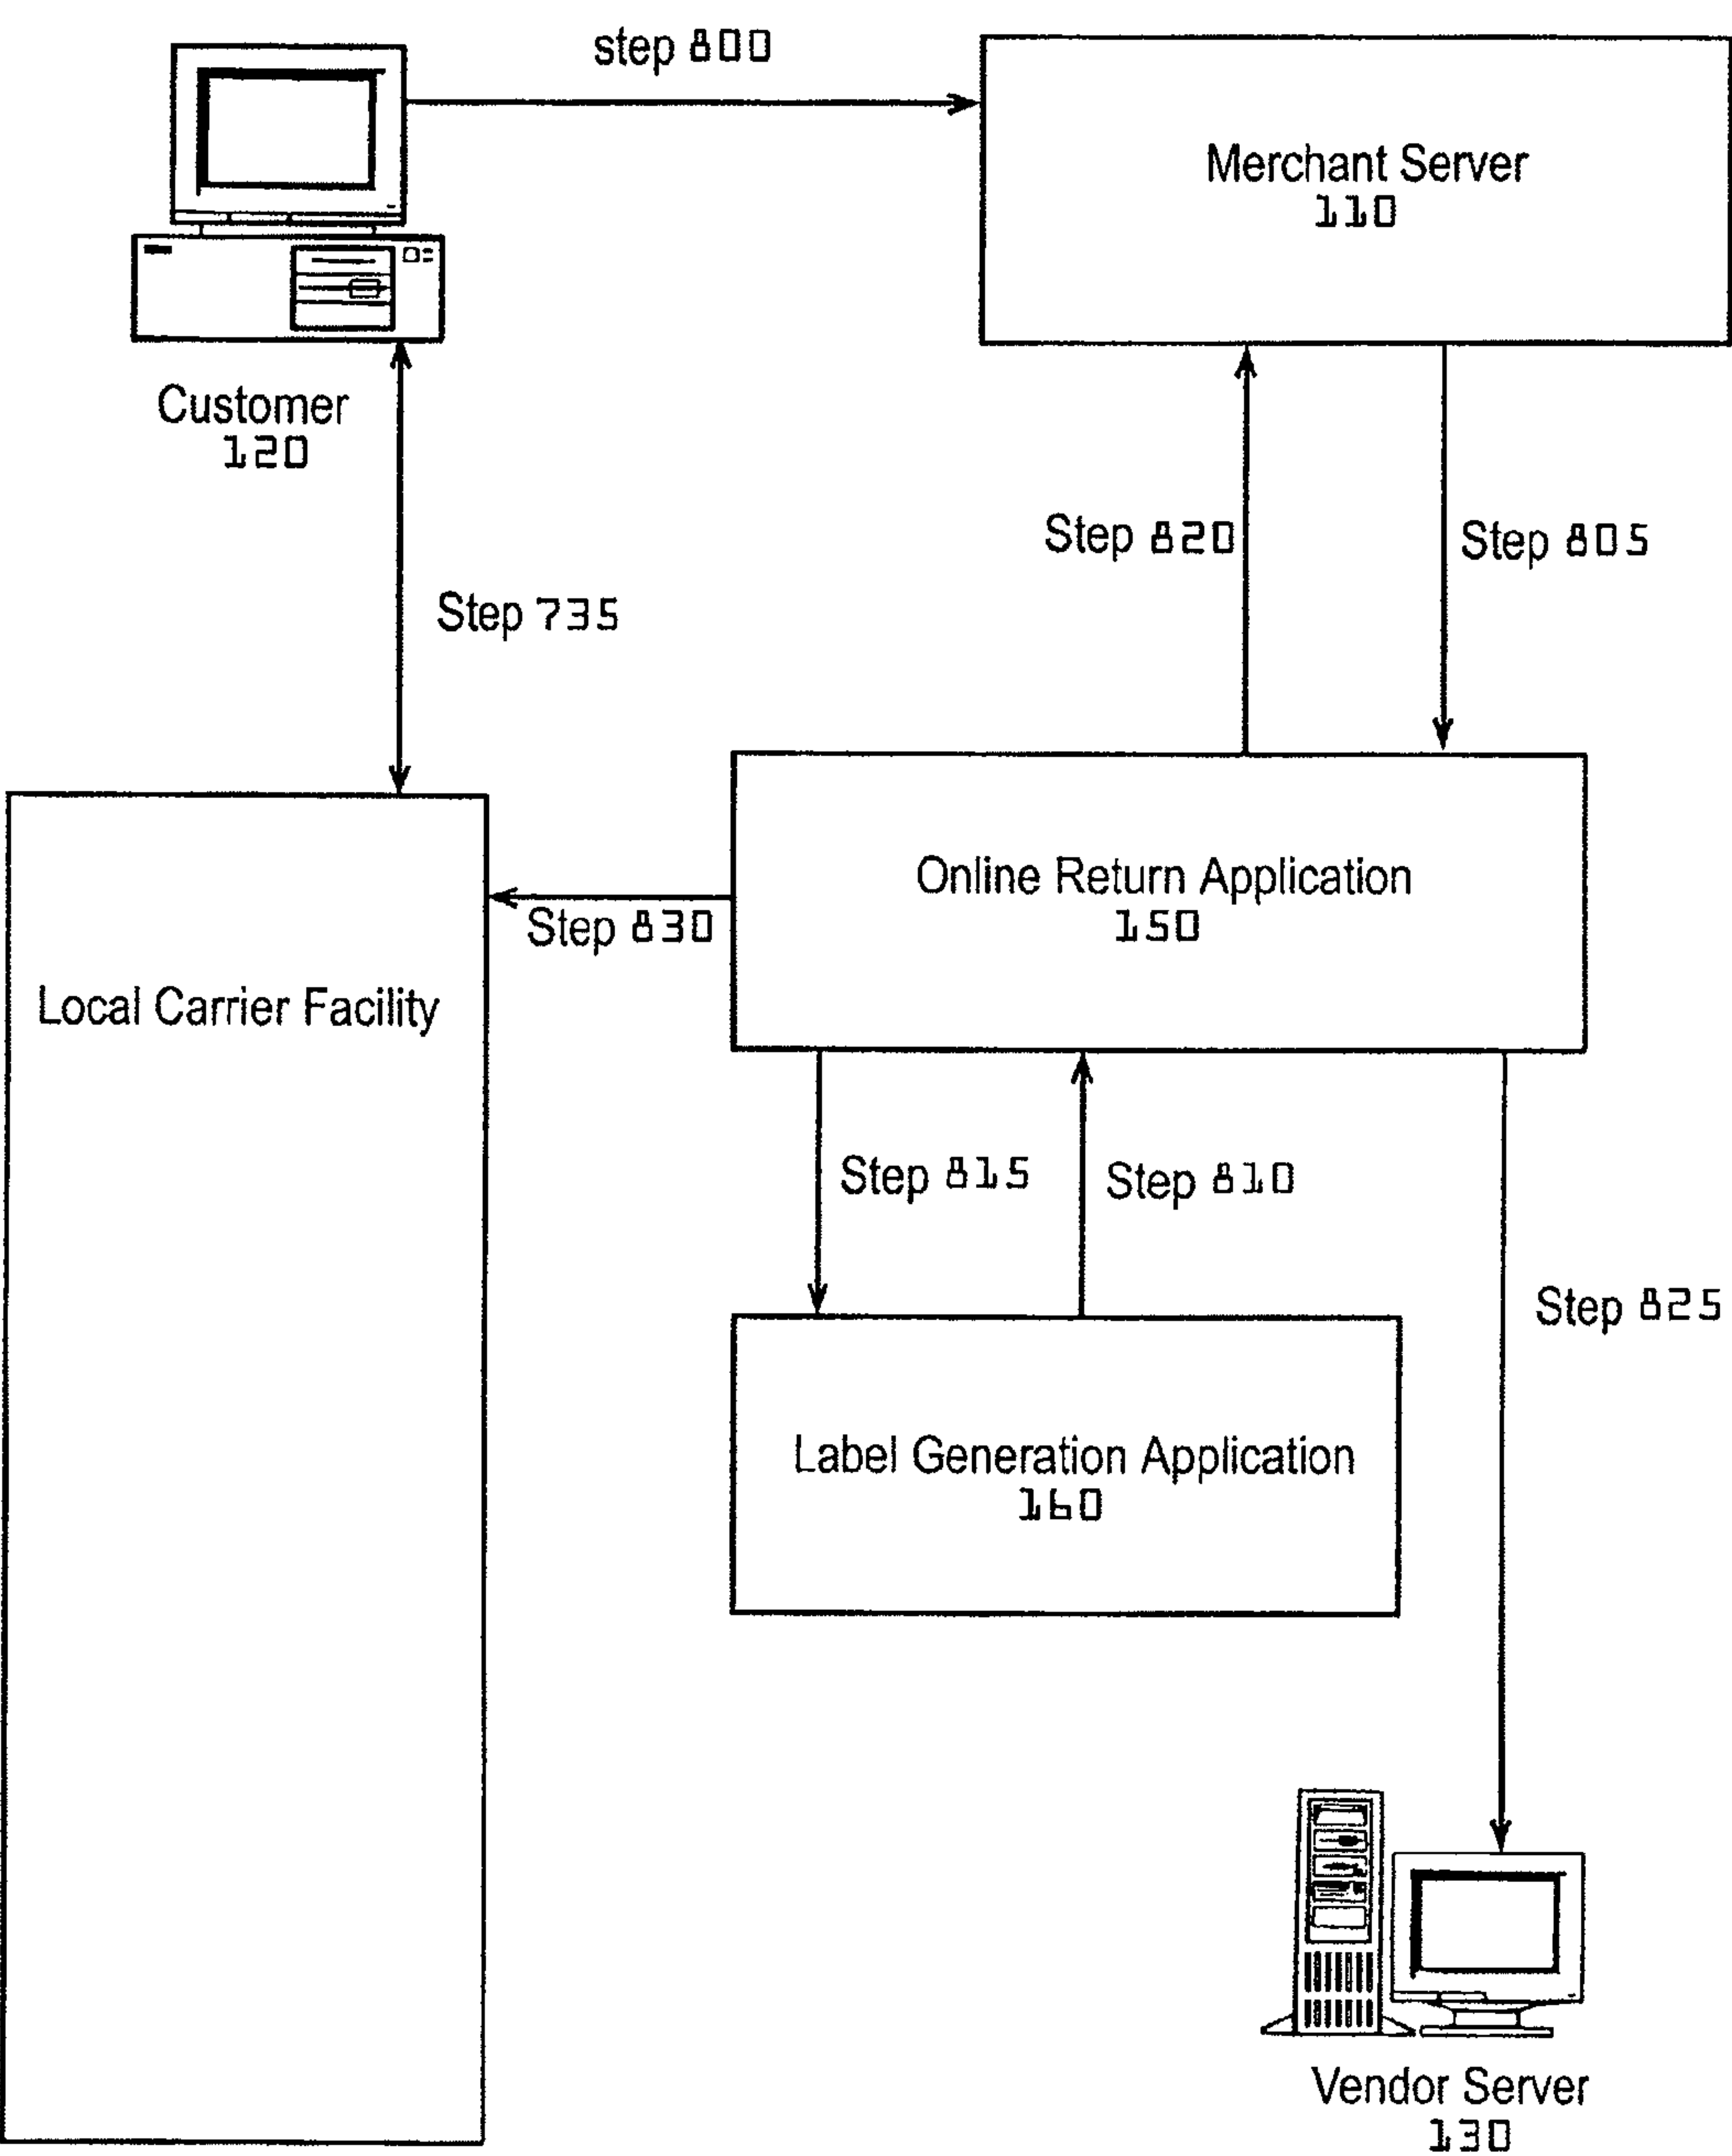 step 800
Merchant Server
110
Customer
120
Step 820
Step 805
Step 735
Online Return Application
150
Step 830
Local Carrier Facility
Step 815
Step 810
Step 825
Label Generation Application
160
Vendor Server
130